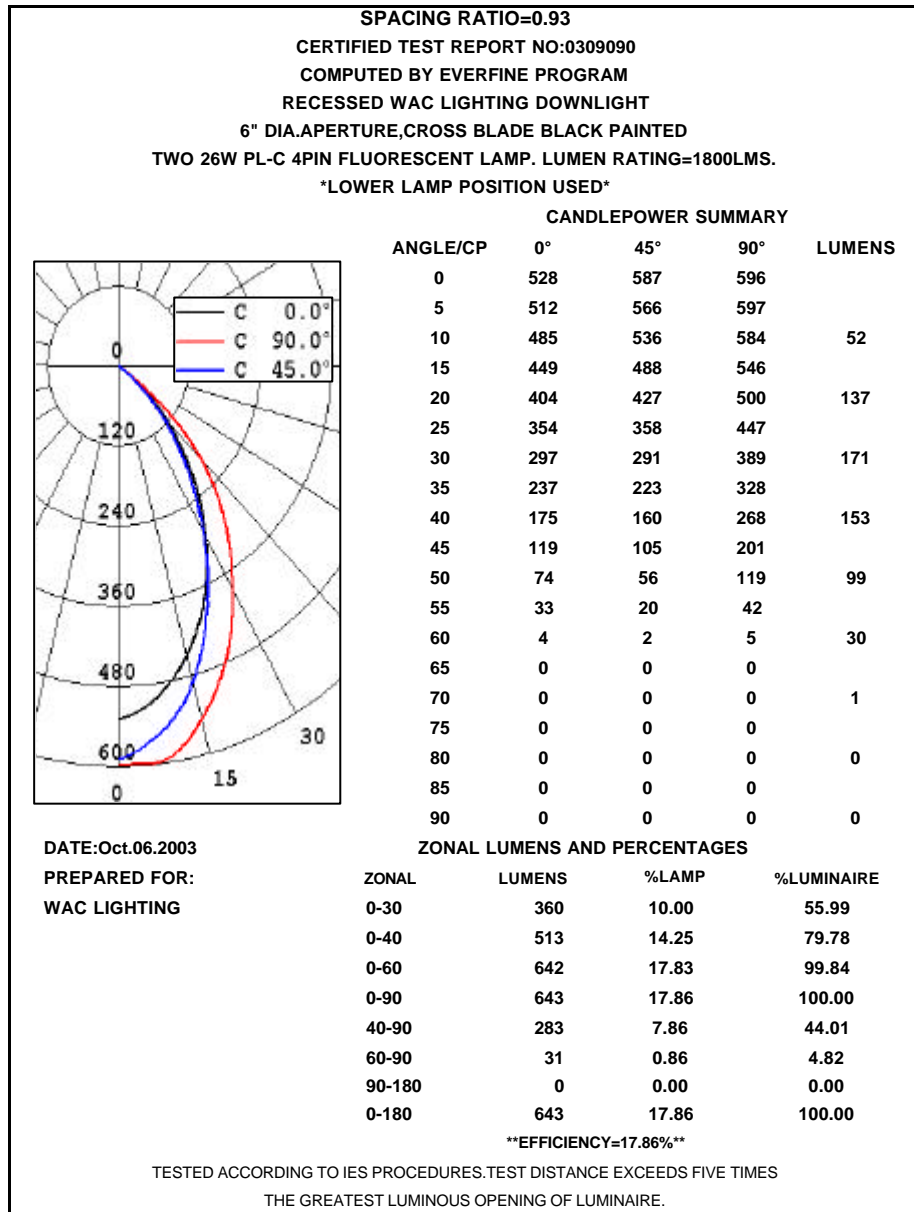 SPACING RATIO=0.93
CERTIFIED TEST REPORT NO:0309090
COMPUTED BY EVERFINE PROGRAM
RECESSED WAC LIGHTING DOWNLIGHT
6" DIA.APERTURE,CROSS BLADE BLACK PAINTED
TWO 26W PL-C 4PIN FLUORESCENT LAMP. LUMEN RATING=1800LMS.
*LOWER LAMP POSITION USED*
CANDLEPOWER SUMMARY
ANGLE/CP 0° 45° 90° LUMENS
0 528 587 596
5 512 566 597
10 485 536 584 52
15 449 488 546
20 404 427 500 137
25 354 358 447
30 297 291 389 171
35 237 223 328
40 175 160 268 153
45 119 105 201
50 74 56 119 99
55 33 20 42
60 4 2 5 30
65 0 0 0
70 0 0 0 1
75 0 0 0
80 0 0 0 0
85 0 0 0
90 0 0 0 0
C 0.0°
C 90.0°
C 45.0°
0
120
240
360
480
600
0
15
30
DATE:Oct.06.2003
PREPARED FOR:
WAC LIGHTING
ZONAL LUMENS AND PERCENTAGES
ZONAL LUMENS %LAMP %LUMINAIRE
0-30 360 10.00 55.99
0-40 513 14.25 79.78
0-60 642 17.83 99.84
0-90 643 17.86 100.00
40-90 283 7.86 44.01
60-90 31 0.86 4.82
90-180 0 0.00 0.00
0-180 643 17.86 100.00
**EFFICIENCY=17.86%**
TESTED ACCORDING TO IES PROCEDURES.TEST DISTANCE EXCEEDS FIVE TIMES
THE GREATEST LUMINOUS OPENING OF LUMINAIRE.